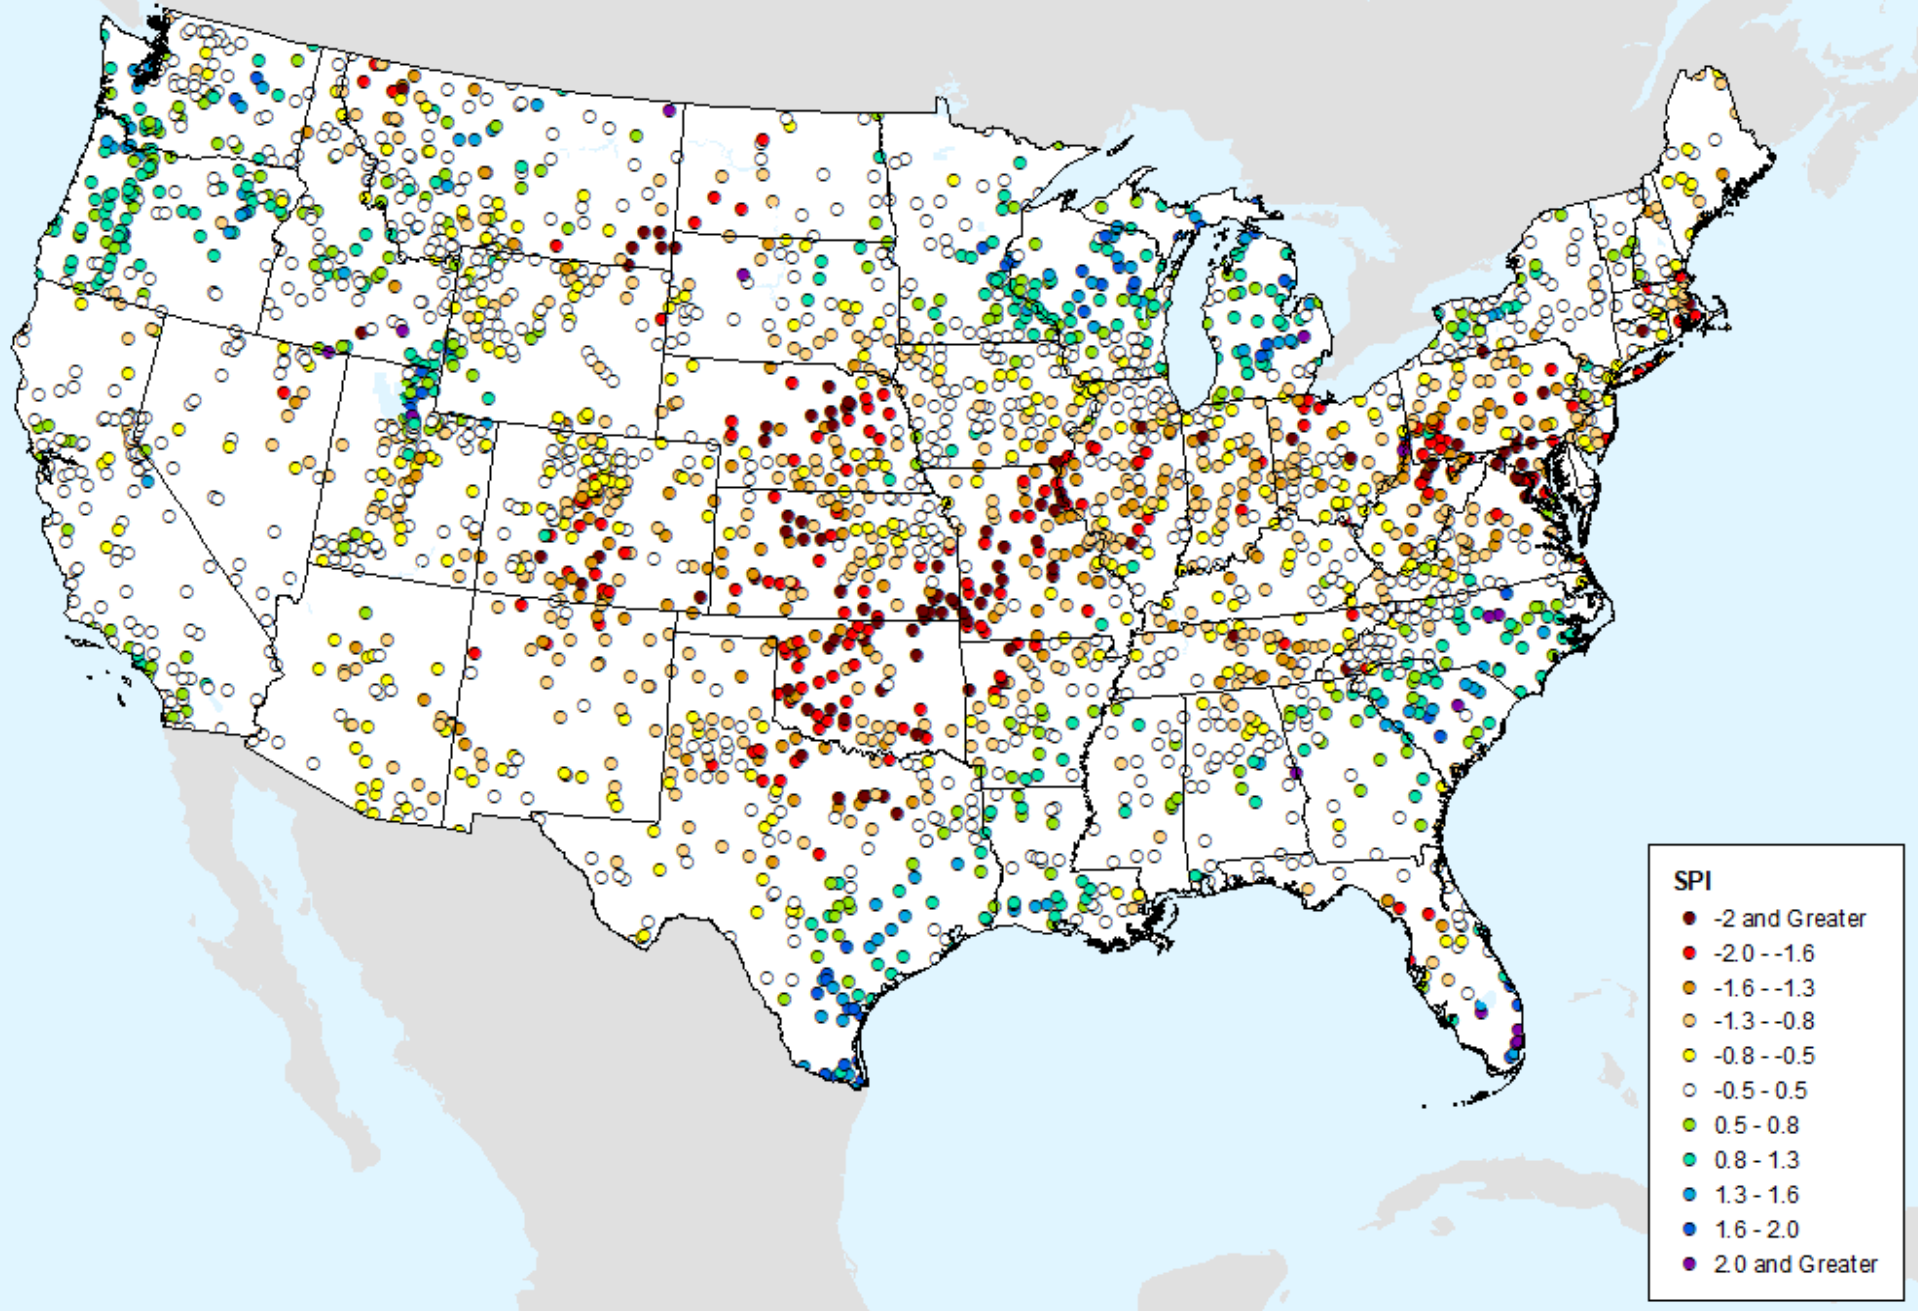 SPI
-2 and Greater
-2.0 - -1.6
-1.6 - -1.3
-1.3 - -0.8
-0.8 - -0.5
-0.5 - 0.5
0.5 - 0.8
0.8 - 1.3
1.3 - 1.6
1.6 - 2.0
2.0 and Greater